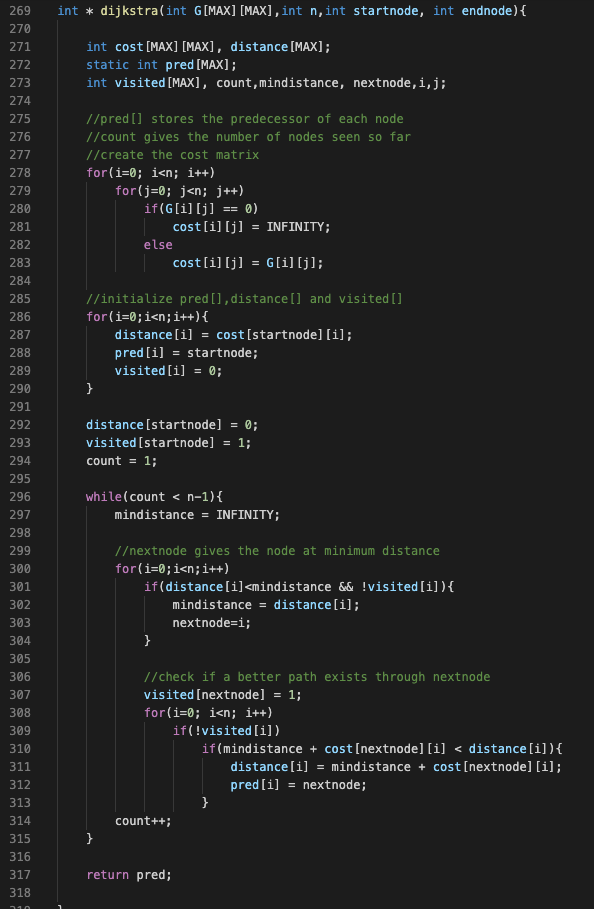 269 int * dijkstra(int G[MAX][MAX],int n,int startnode, int endnode){
270
271 int cost[MAX][MAX], distance[MAX];
272 static int pred[MAX];
273 int visited[MAX], count,mindistance, nextnode,i,j;
274
275 //pred[] stores the predecessor of each node
276 //count gives the number of nodes seen so far
277 //create the cost matrix
278 for(i=0; i<n; i++)
279 for(j=0; j<n; j++)
280 if(G[i][j] == 0)
281 cost[i][j] = INFINITY;
282 else
283 cost[i][j] = G[i][j];
284
285 //initialize pred[],distance[] and visited[]
286 for(i=0;i<n;i++){
287 distance[i] = cost[startnode][i];
288 pred[i] = startnode;
289 visited[i] = 0;
290 }
291
292 distance[startnode] = 0;
293 visited[startnode] = 1;
294 count = 1;
295
296 while(count < n-1){
297 mindistance = INFINITY;
298
299 //nextnode gives the node at minimum distance
300 for(i=0;i<n;i++)
301 if(distance[i]<mindistance && !visited[i]){
302 mindistance = distance[i];
303 nextnode=i;
304 }
305
306 //check if a better path exists through nextnode
307 visited[nextnode] = 1;
308 for(i=0; i<n; i++)
309 if(!visited[i])
310 if(mindistance + cost[nextnode][i] < distance[i]){
311 distance[i] = mindistance + cost[nextnode][i];
312 pred[i] = nextnode;
313 }
314 count++;
315 }
316
317 return pred;
318